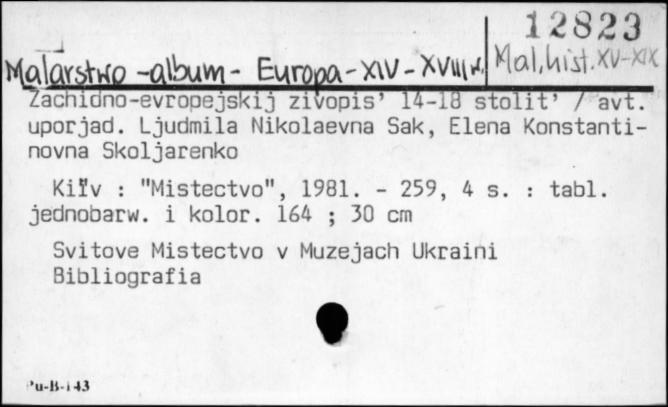 12823
Malarstwo - album - Europa - XIV - XVIII w.
Mal. hist. XV-XIX
Zachidno-evropejskij zivopis' 14-18 stolit' / avt.
uporjad. Ljudmila Nikolaevna Sak, Elena Konstanti-
novna Skoljarenko
Kiïv : "Mistectvo", 1981. - 259, 4 s. : tabl.
jednobarw. i kolor. 164 ; 30 cm
Svitove Mistectvo v Muzejach Ukraini
Bibliografia
Pu-B-143